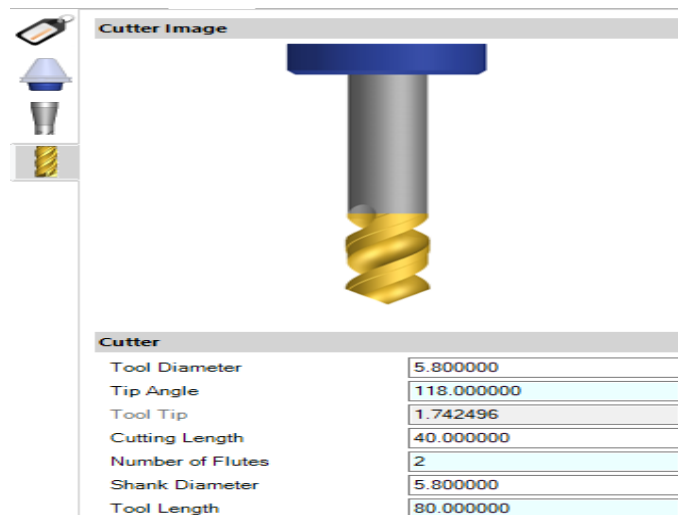 Cutter Image
Cutter
Tool Diameter 5.800000
Tip Angle 118.000000
Tool Tip 1.742496
Cutting Length 40.000000
Number of Flutes 2
Shank Diameter 5.800000
Tool Length 80.000000